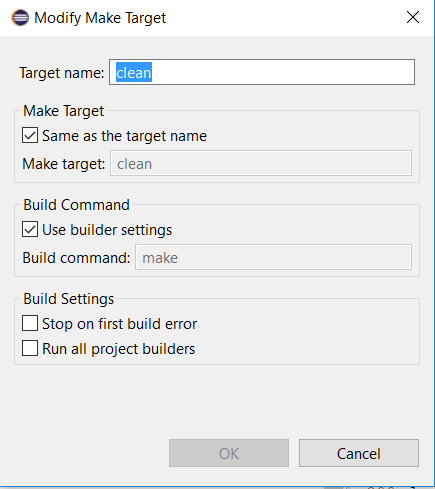 Modify Make Target
Target name: clean
Make Target
Same as the target name
Make target: clean
Build Command
Use builder settings
Build command: make
Build Settings
Stop on first build error
Run all project builders
OK Cancel